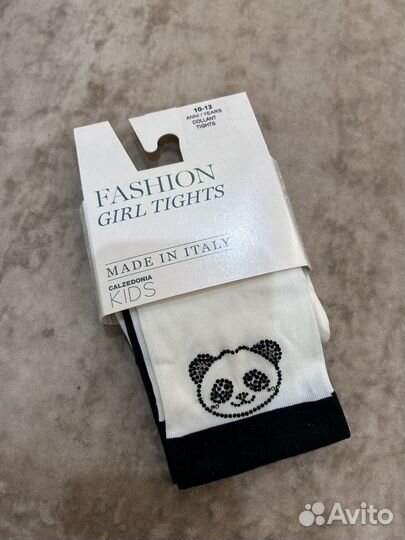 10-13
ANNI / YEARS
COLLANT
TIGHTS
FASHION
GIRL TIGHTS
MADE IN ITALY
CALZEDONIA
KIDS
Avito